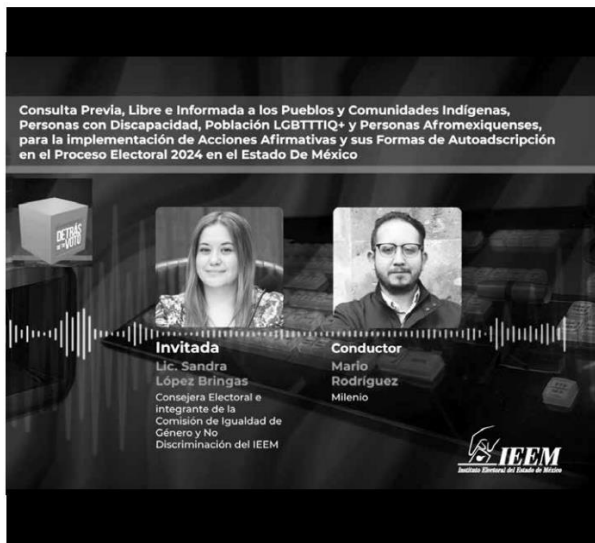 Consulta Previa, Libre e Informada a los Pueblos y Comunidades Indígenas,
Personas con Discapacidad, Población LGBTTTIQ+ y Personas Afromexiquenses,
para la implementación de Acciones Afirmativas y sus Formas de Autoadscripción
en el Proceso Electoral 2024 en el Estado De México
DETRÁS
DEL VOTO
Invitada
Lic. Sandra
López Bringas
Consejera Electoral e
integrante de la
Comisión de Igualdad de
Género y No
Discriminación del IEEM
Conductor
Mario
Rodríguez
Milenio
IEEM
Instituto Electoral del Estado de México